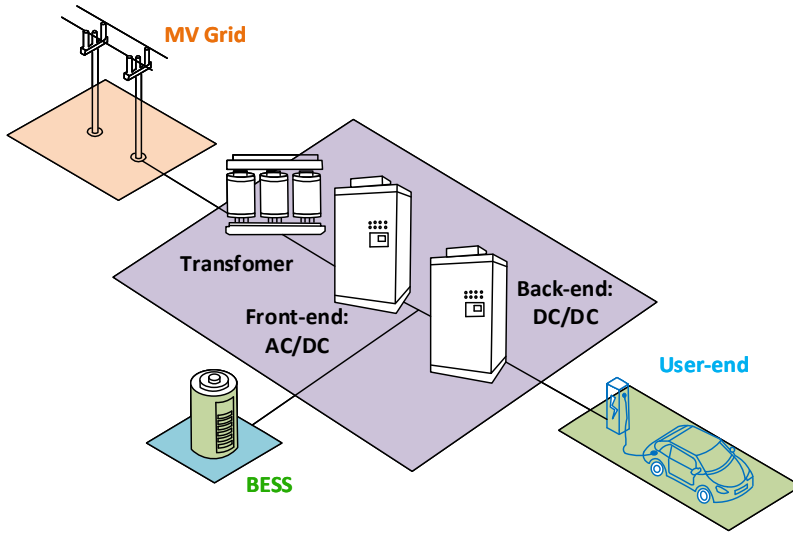 MV Grid
Transfomer
Front-end:
AC/DC
Back-end:
DC/DC
User-end
BESS